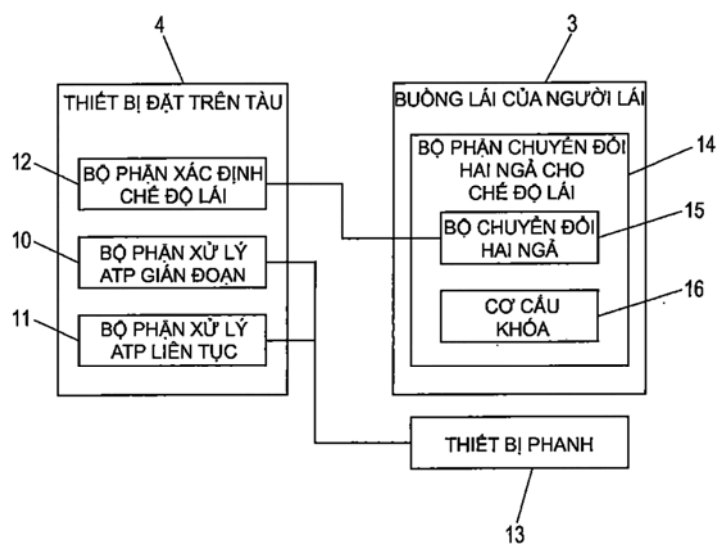 4
3
THIẾT BỊ ĐẶT TRÊN TÀU
BUỒNG LÁI CỦA NGƯỜI LÁI
12
BỘ PHẬN XÁC ĐỊNH
CHẾ ĐỘ LÁI
BỘ PHẬN CHUYỂN ĐỔI
HAI NGẢ CHO
CHẾ ĐỘ LÁI
14
10
BỘ PHẬN XỬ LÝ
ATP GIÁN ĐOẠN
BỘ CHUYỂN ĐỔI
HAI NGẢ
15
11
BỘ PHẬN XỬ LÝ
ATP LIÊN TỤC
CƠ CẤU
KHÓA
16
THIẾT BỊ PHANH
13